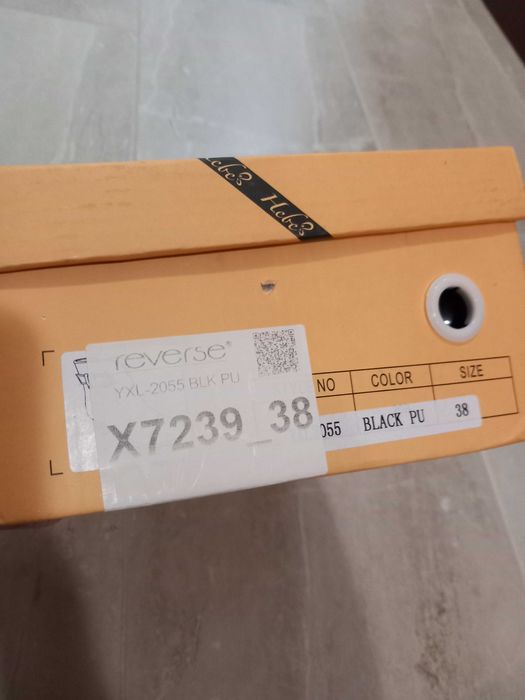 Hebe's Hebe's
reverse®
YXL-2055 BLK PU
X7239_38
NO COLOR SIZE
2055 BLACK PU 38